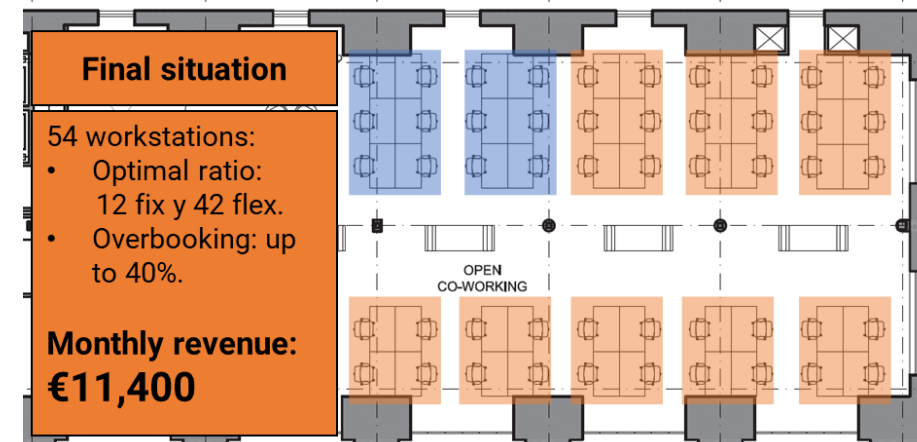 Final situation
54 workstations:
• Optimal ratio:
12 fix y 42 flex.
• Overbooking: up
to 40%.
Monthly revenue:
€11,400
OPEN
CO-WORKING